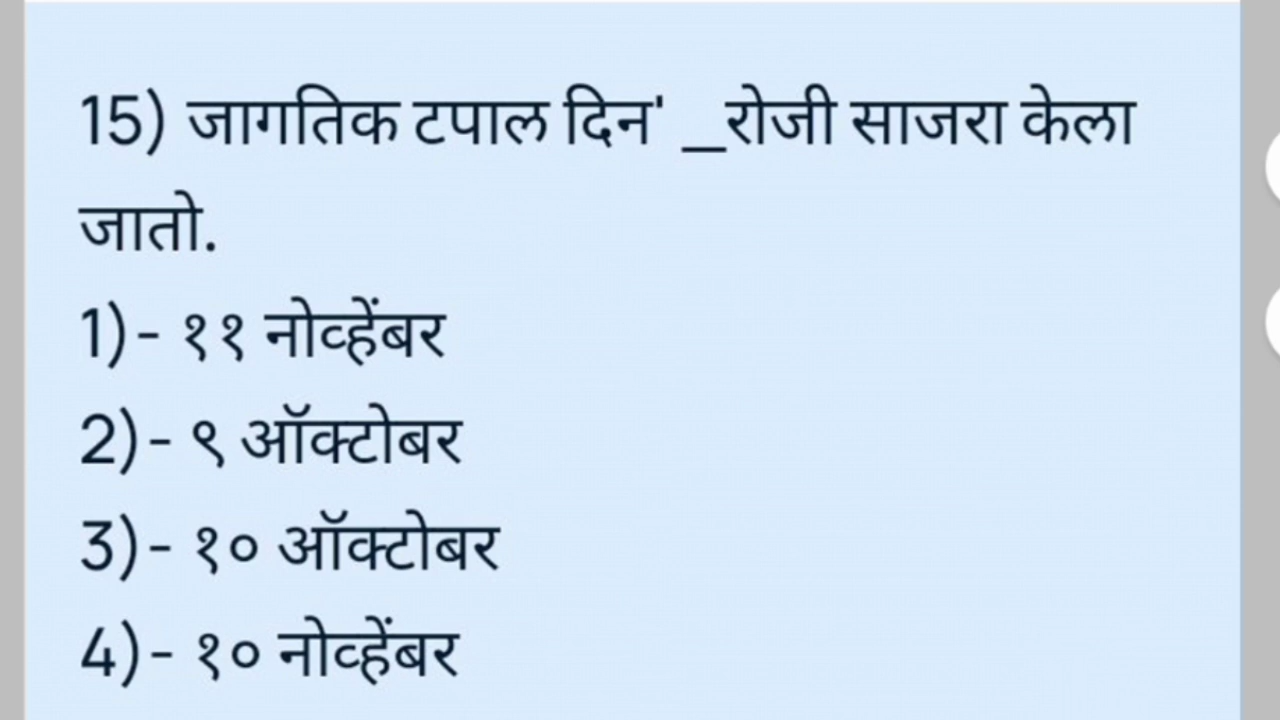 15) जागतिक टपाल दिन' _रोजी साजरा केला
जातो.
1)- ११ नोव्हेंबर
2)- ९ ऑक्टोबर
3)- १० ऑक्टोबर
4)- १० नोव्हेंबर